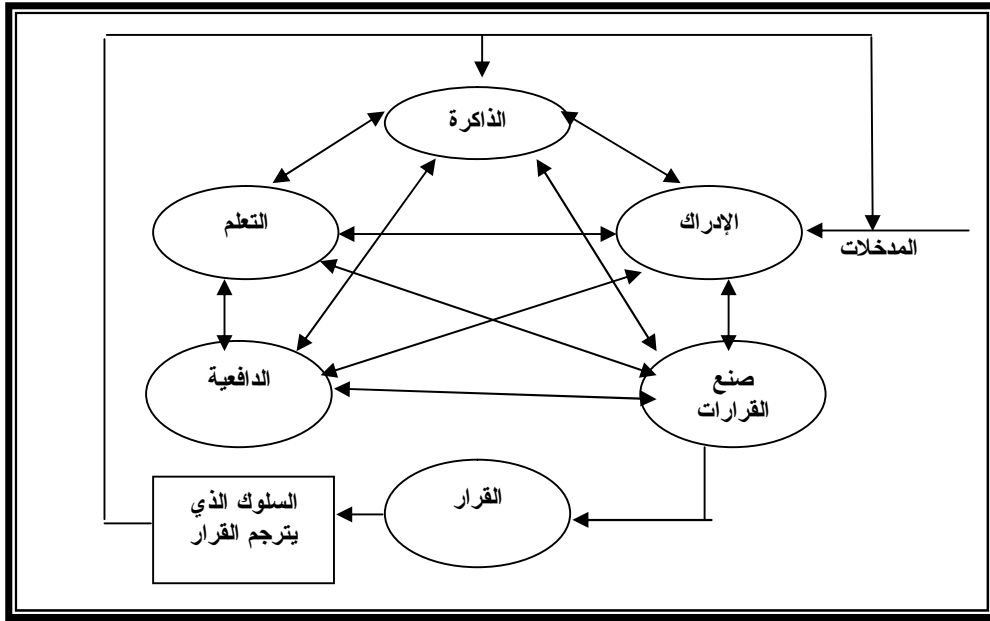 الذاكرة
الإدراك
التعلم
المدخلات
الدافعية
صنع
القرارات
القرار
السلوك الذي
يترجم القرار